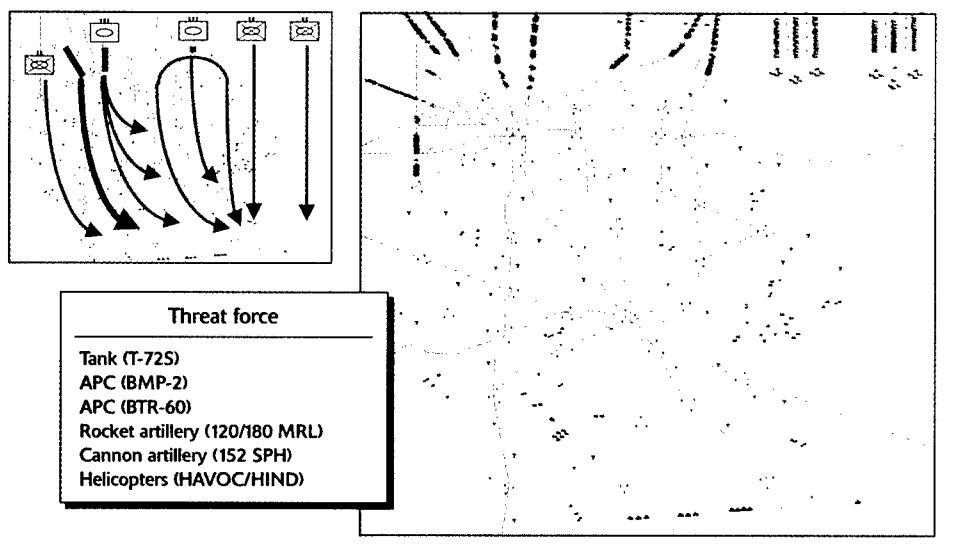 Threat force
Tank (T-72S)
APC (BMP-2)
APC (BTR-60)
Rocket artillery (120/180 MRL)
Cannon artillery (152 SPH)
Helicopters (HAVOC/HIND)